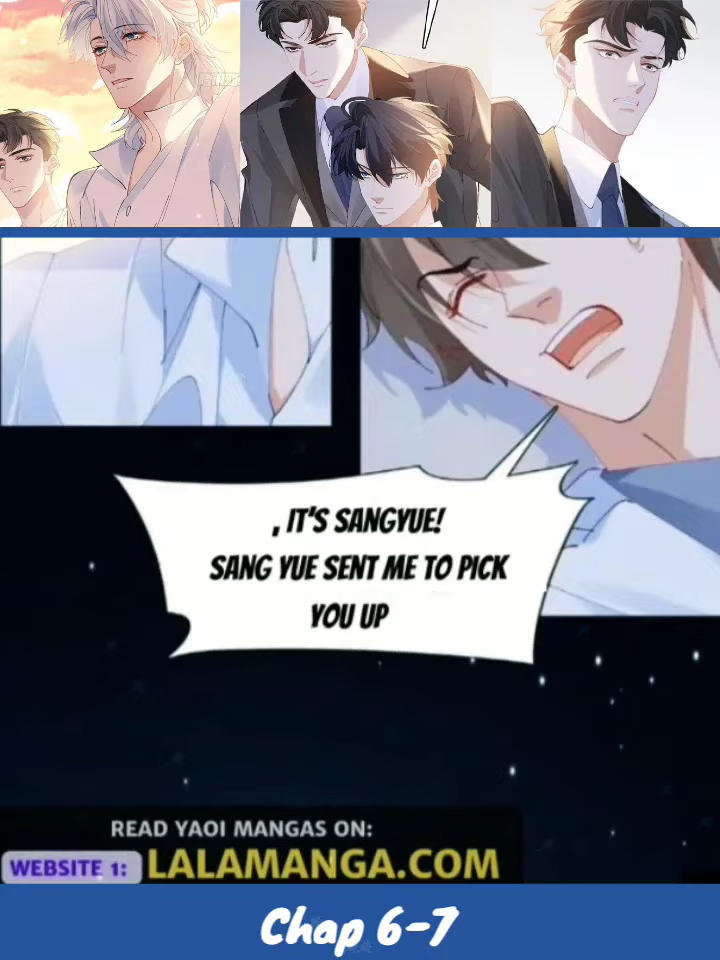 , IT'S SANGYUE!
SANG YUE SENT ME TO PICK
YOU UP
READ YAOI MANGAS ON:
WEBSITE 1: LALAMANGA.COM
Chap 6-7